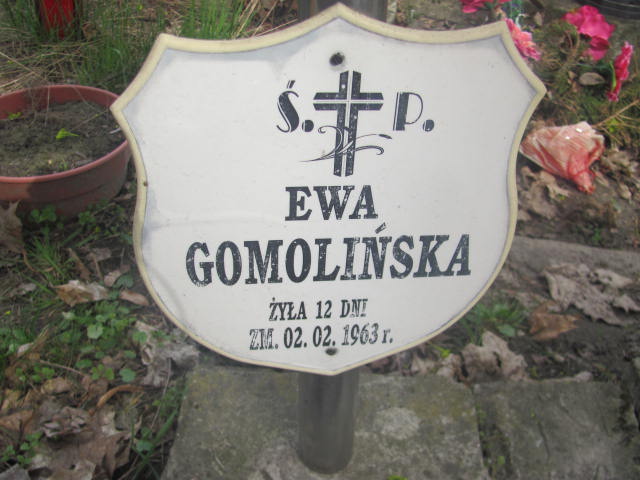 Ś. P.
EWA
GOMOLIŃSKA
ŻYŁA 12 DNI
ZM. 02. 02. 1963 r.